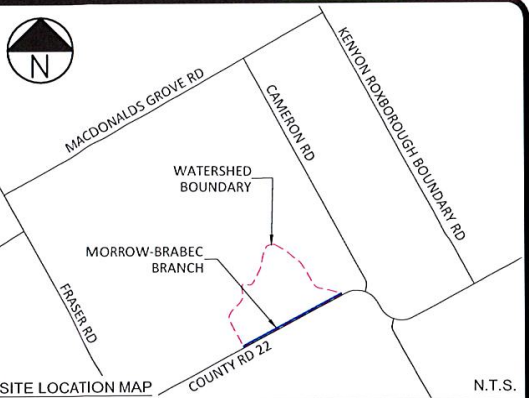 N
MACDONALDS GROVE RD
CAMERON RD
KENYON ROXBOROUGH BOUNDARY RD
WATERSHED
BOUNDARY
MORROW-BRABEC
BRANCH
FRASER RD
COUNTY RD 22
SITE LOCATION MAP
N.T.S.